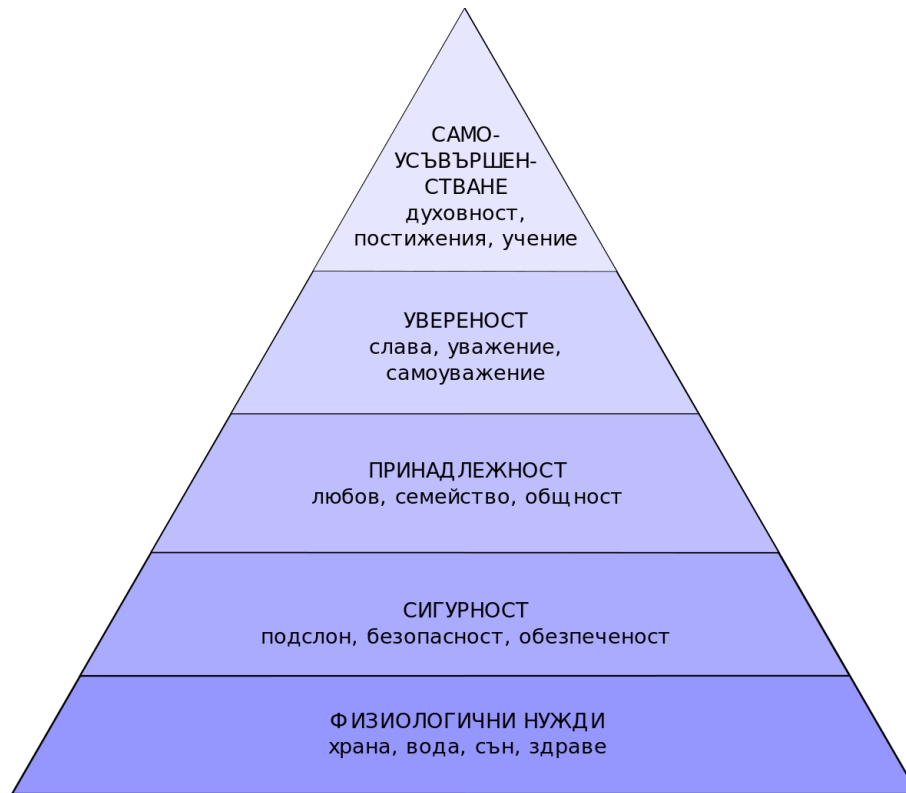 САМО-
УСЪВЪРШЕН-
СТВАНЕ
духовност,
постижения, учение
УВЕРЕНОСТ
слава, уважение,
самоуважение
ПРИНАДЛЕЖНОСТ
любов, семейство, общност
СИГУРНОСТ
подслон, безопасност, обезпеченост
ФИЗИОЛОГИЧНИ НУЖДИ
храна, вода, сън, здраве